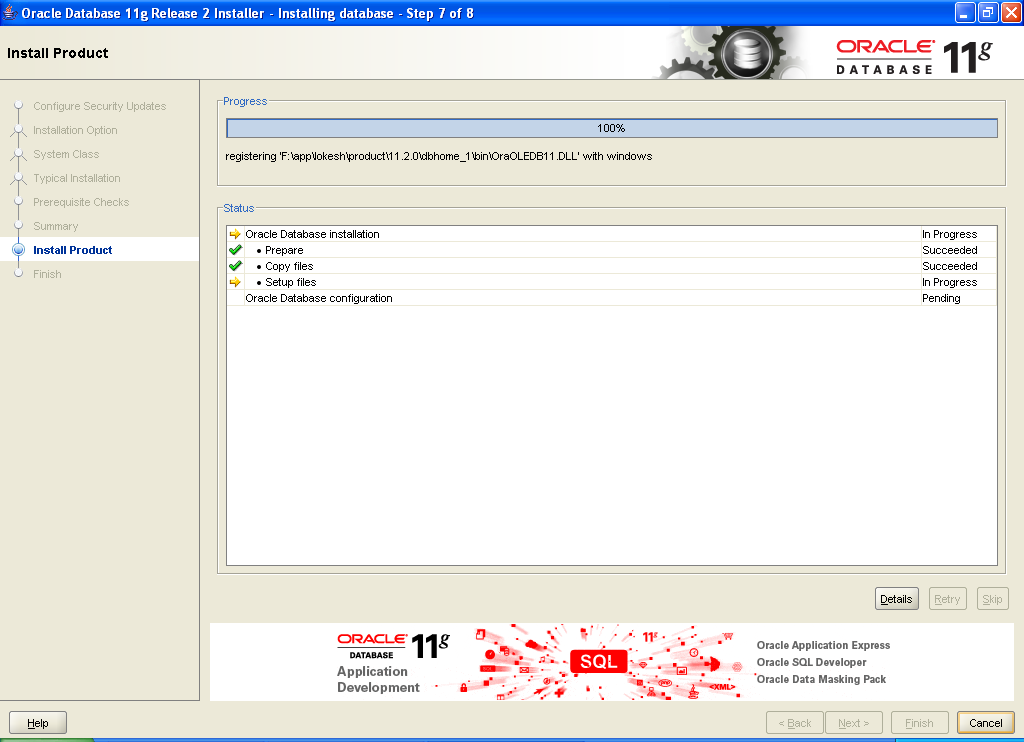 Oracle Database 11g Release 2 Installer - Installing database - Step 7 of 8
Install Product
ORACLE
DATABASE
11g
Configure Security Updates
Installation Option
System Class
Typical Installation
Prerequisite Checks
Summary
Install Product
Finish
Progress
100%
registering 'F:\app\lokesh\product\11.2.0\dbhome_1\bin\OraOLEDB11.DLL' with windows
Status
Oracle Database installation In Progress
• Prepare Succeeded
• Copy files Succeeded
• Setup files In Progress
Oracle Database configuration Pending
Details Retry Skip
ORACLE
DATABASE
11g
Application
Development
11g
SQL
php
<XML>
Oracle Application Express
Oracle SQL Developer
Oracle Data Masking Pack
Help < Back Next > Finish Cancel